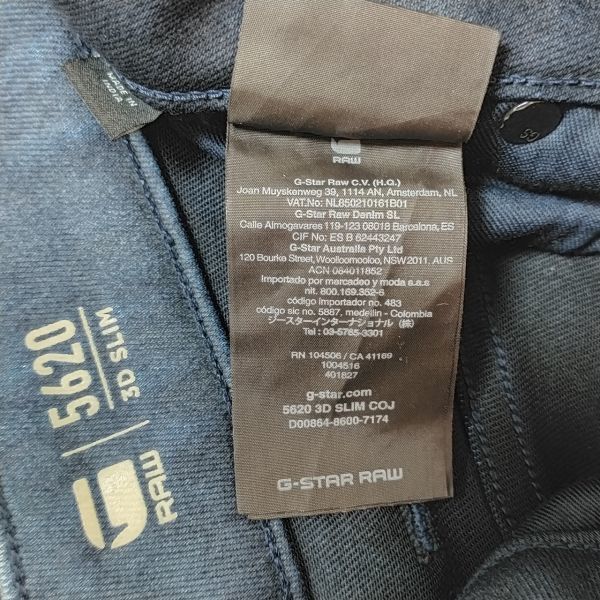 MADE IN
INDIA
RAW
G-Star Raw C.V. (H.Q.)
Joan Muyskenweg 39, 1114 AN, Amsterdam, NL
VAT.No: NL850210161B01
G-Star Raw Denim SL
Calle Almogavares 119-123 08018 Barcelona, ES
CIF No: ES B 62443247
G-Star Australia Pty Ltd
120 Bourke Street, Woolloomooloo, NSW2011, AUS
ACN 084011852
Importado por mercadeo y moda s.a.s
nit. 800.169.352-6
código importador no. 483
código sic no. 5887, medellin - Colombia
ジースターインターナショナル (株)
Tel : 03-5765-3301
RN 104506 / CA 41169
1004516
401827
g-star.com
5620 3D SLIM COJ
D00864-8600-7174
G-STAR RAW
5620
3D SLIM
RAW